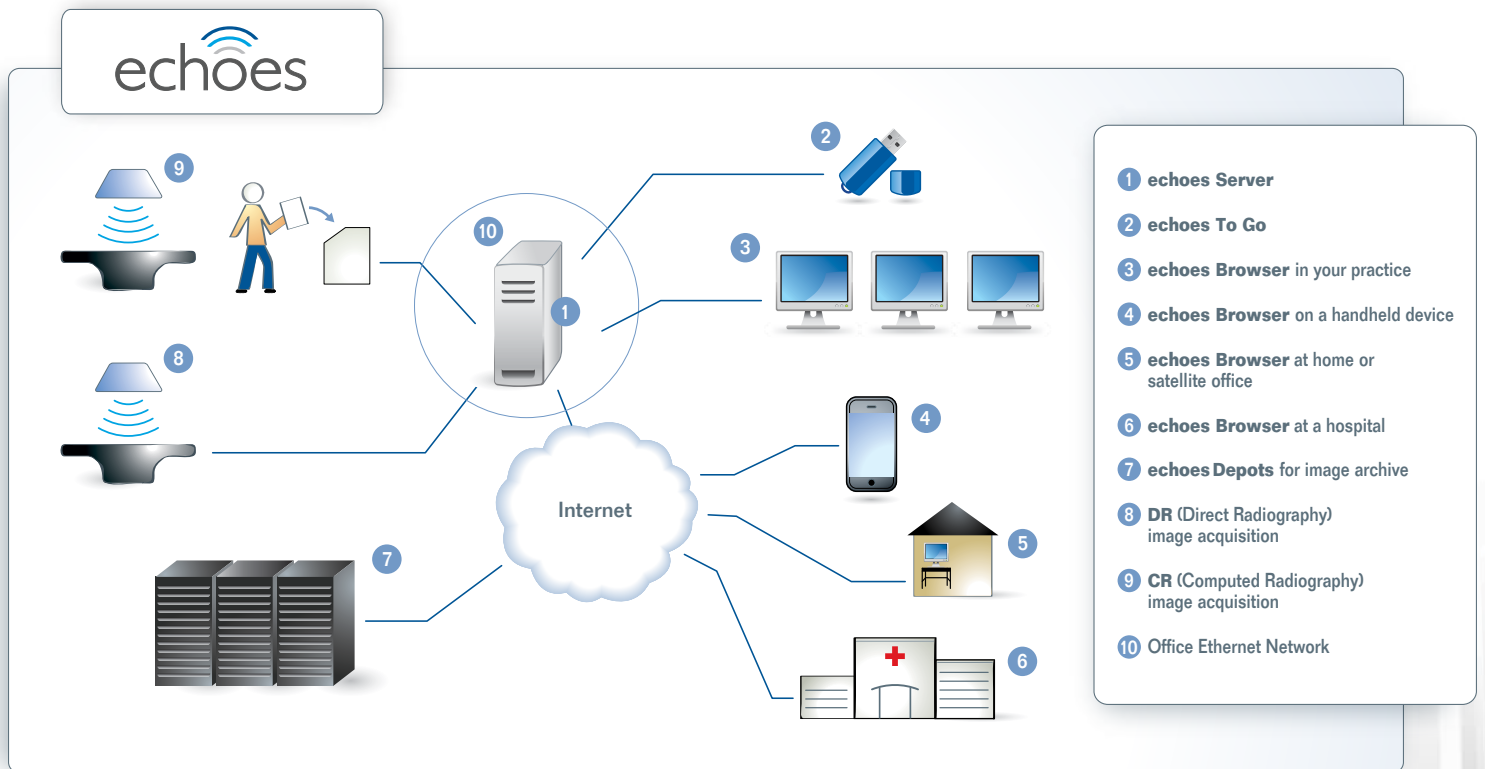 echoes
9
2
10
3
1
8
4
Internet
7
5
6
1 echoes Server
2 echoes To Go
3 echoes Browser in your practice
4 echoes Browser on a handheld device
5 echoes Browser at home or
satellite office
6 echoes Browser at a hospital
7 echoes Depots for image archive
8 DR (Direct Radiography)
image acquisition
9 CR (Computed Radiography)
image acquisition
10 Office Ethernet Network